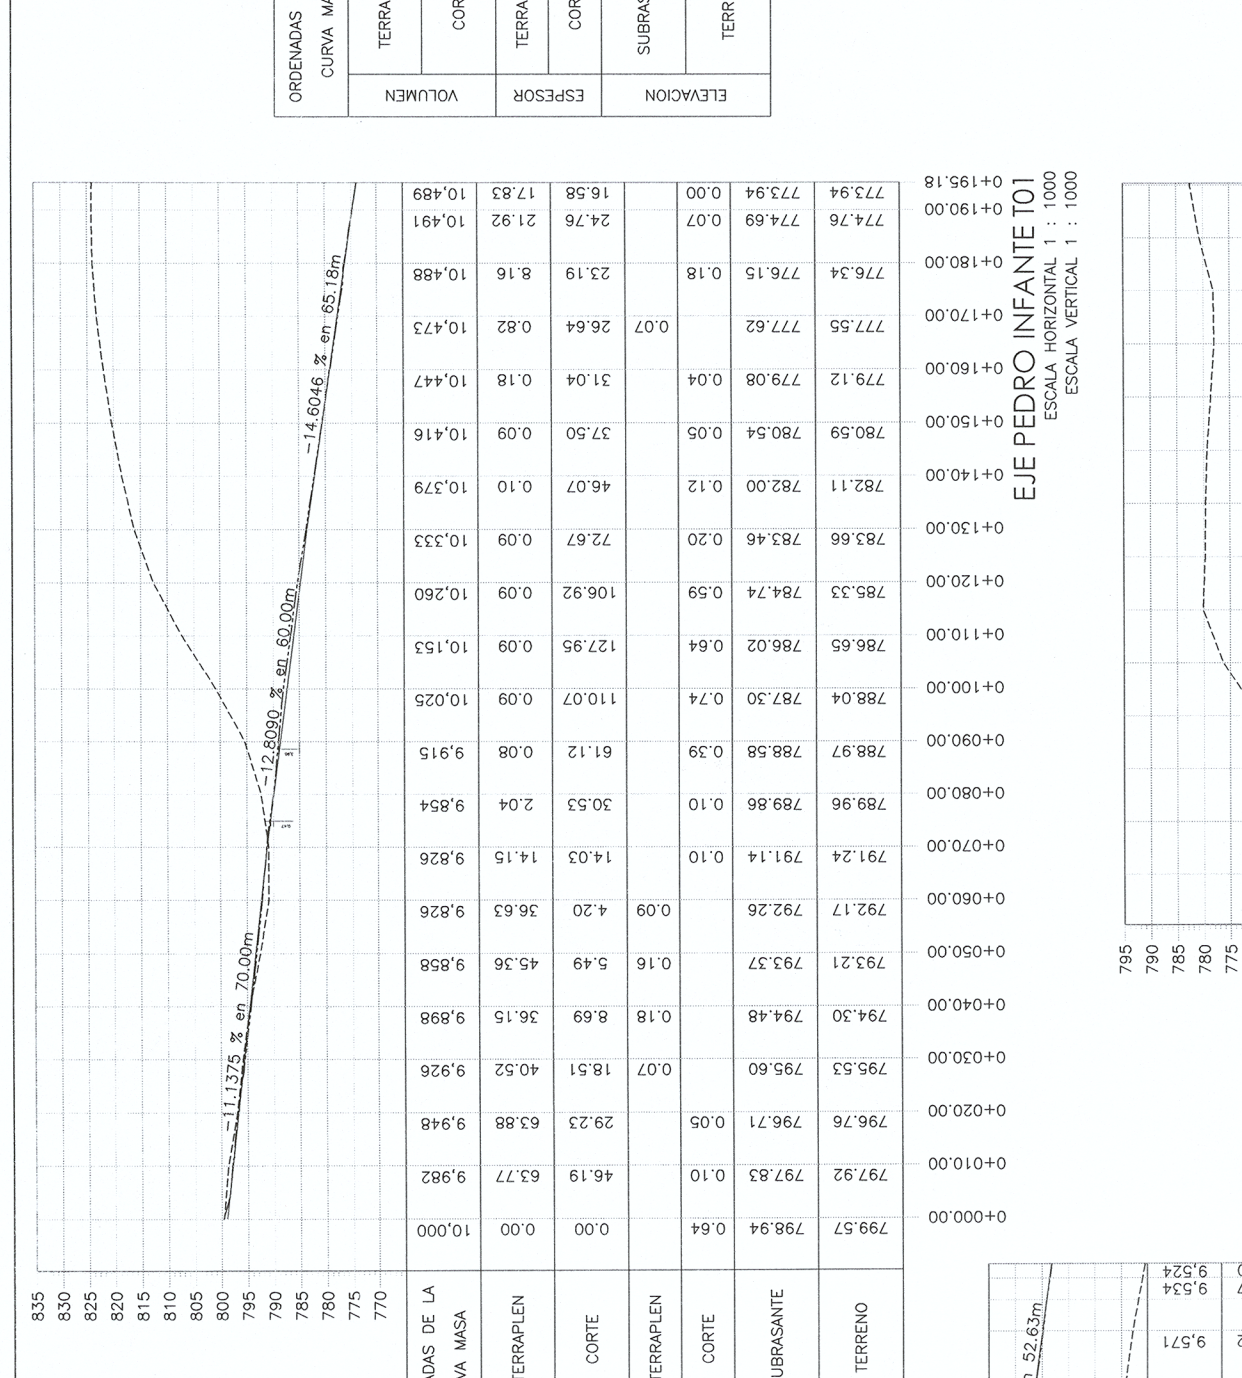 ORDENADAS
CURVA MA
VOLUMEN
ESPESOR
ELEVACION
TERRA
COR
TERRA
COR
SUBRAS
TERR
835
830
825
820
815
810
805
800
795
790
785
780
775
770
-11.1375 % en 70.00m
-12.8090 % en 60.00m
-14.6046 % en 65.18m
ADAS DE LA
VA MASA
10,000 9,982 9,948 9,926 9,898 9,858 9,826 9,826 9,854 9,915 10,025 10,153 10,260 10,333 10,379 10,416 10,447 10,473 10,488 10,491 10,489
TERRAPLEN 0.00 63.77 63.88 40.52 36.15 45.36 36.63 14.15 2.04 0.08 0.09 0.09 0.09 0.09 0.10 0.09 0.18 0.82 8.16 21.92 17.83
CORTE 0.00 46.19 29.23 18.51 8.69 5.49 4.20 14.03 30.53 61.12 110.07 127.95 106.92 72.67 46.07 37.50 31.04 26.64 23.19 24.76 16.58
ERRAPLEN 0.07 0.18 0.16 0.09 0.07
CORTE 0.64 0.10 0.05 0.10 0.10 0.39 0.74 0.64 0.59 0.20 0.12 0.05 0.04 0.18 0.07 0.00
UBRASANTE 798.94 797.83 796.71 795.60 794.48 793.37 792.26 791.14 789.86 788.58 787.30 786.02 784.74 783.46 782.00 780.54 779.08 777.62 776.15 774.69 773.94
TERRENO 799.57 797.92 796.76 795.53 794.30 793.21 792.17 791.24 789.96 788.97 788.04 786.65 785.33 783.66 782.11 780.59 779.12 777.55 776.34 774.76 773.94
0+000.00 0+010.00 0+020.00 0+030.00 0+040.00 0+050.00 0+060.00 0+070.00 0+080.00 0+090.00 0+100.00 0+110.00 0+120.00 0+130.00 0+140.00 0+150.00 0+160.00 0+170.00 0+180.00 0+190.00 0+195.18
EJE PEDRO INFANTE T01
ESCALA HORIZONTAL 1 : 1000
ESCALA VERTICAL 1 : 1000
795
790
785
780
775
52.63m
9,571 9,534 9,524